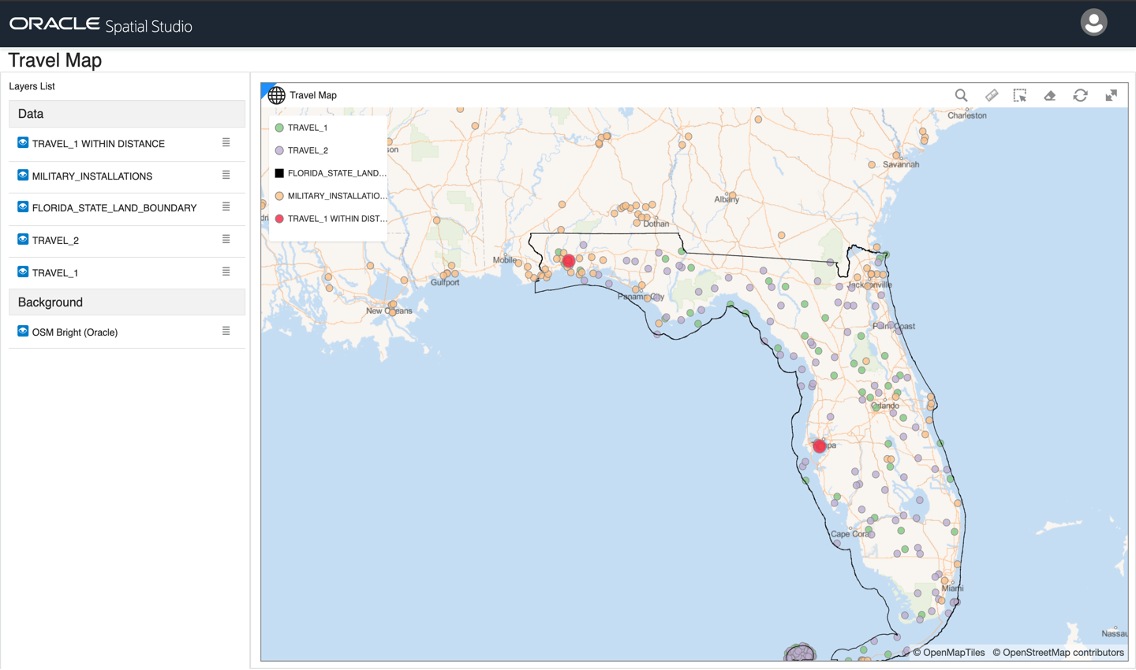 ORACLE Spatial Studio
Travel Map
Layers List
Data
TRAVEL_1 WITHIN DISTANCE
MILITARY_INSTALLATIONS
FLORIDA_STATE_LAND_BOUNDARY
TRAVEL_2
TRAVEL_1
Background
OSM Bright (Oracle)
Travel Map
TRAVEL_1
TRAVEL_2
FLORIDA_STATE_LAND...
MILITARY_INSTALLATIO...
TRAVEL_1 WITHIN DIST...
Charleston
Savannah
Albany
Dothan
Mobile
Gulfport
New Orleans
Panama City
Jacksonville
Palm Coast
Orlando
Cape Coral
Miami
Nassau
© OpenMapTiles © OpenStreetMap contributors